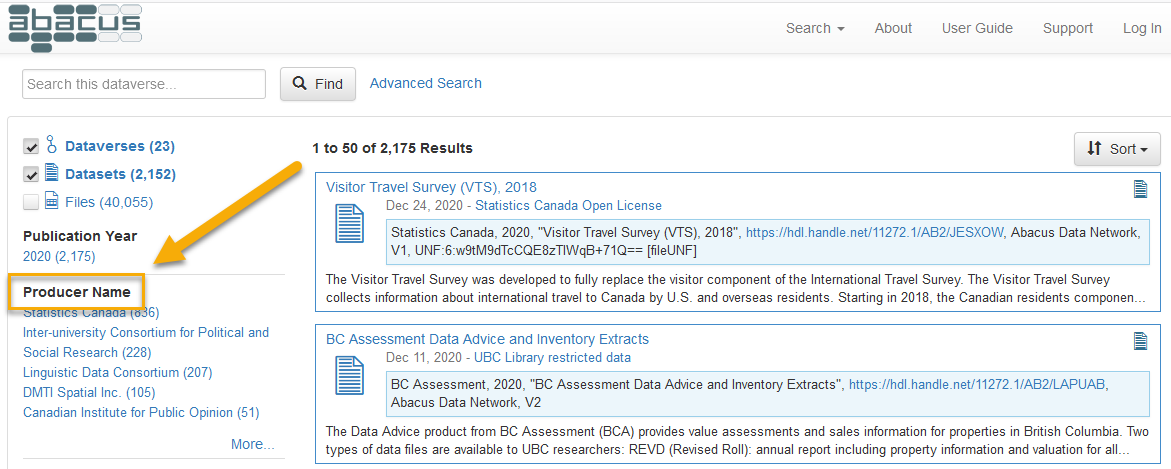 abacus
Search About User Guide Support Log In
Search this dataverse... Find Advanced Search
Dataverses (23)
Datasets (2,152)
Files (40,055)
Publication Year
2020 (2,175)
Producer Name
Statistics Canada (836)
Inter-university Consortium for Political and
Social Research (228)
Linguistic Data Consortium (207)
DMTI Spatial Inc. (105)
Canadian Institute for Public Opinion (51)
More...
1 to 50 of 2,175 Results
Sort
Visitor Travel Survey (VTS), 2018
Dec 24, 2020 - Statistics Canada Open License
Statistics Canada, 2020, "Visitor Travel Survey (VTS), 2018", https://hdl.handle.net/11272.1/AB2/JESXOW, Abacus Data Network,
V1, UNF:6:w9tM9dTcCQE8zTlWqB+71Q== [fileUNF]
The Visitor Travel Survey was developed to fully replace the visitor component of the International Travel Survey. The Visitor Travel Survey
collects information about international travel to Canada by U.S. and overseas residents. Starting in 2018, the Canadian residents componen...
BC Assessment Data Advice and Inventory Extracts
Dec 11, 2020 - UBC Library restricted data
BC Assessment, 2020, "BC Assessment Data Advice and Inventory Extracts", https://hdl.handle.net/11272.1/AB2/LAPUAB,
Abacus Data Network, V2
The Data Advice product from BC Assessment (BCA) provides value assessments and sales information for properties in British Columbia. Two
types of data files are available to UBC researchers: REVD (Revised Roll): annual report including property information and valuation for all...